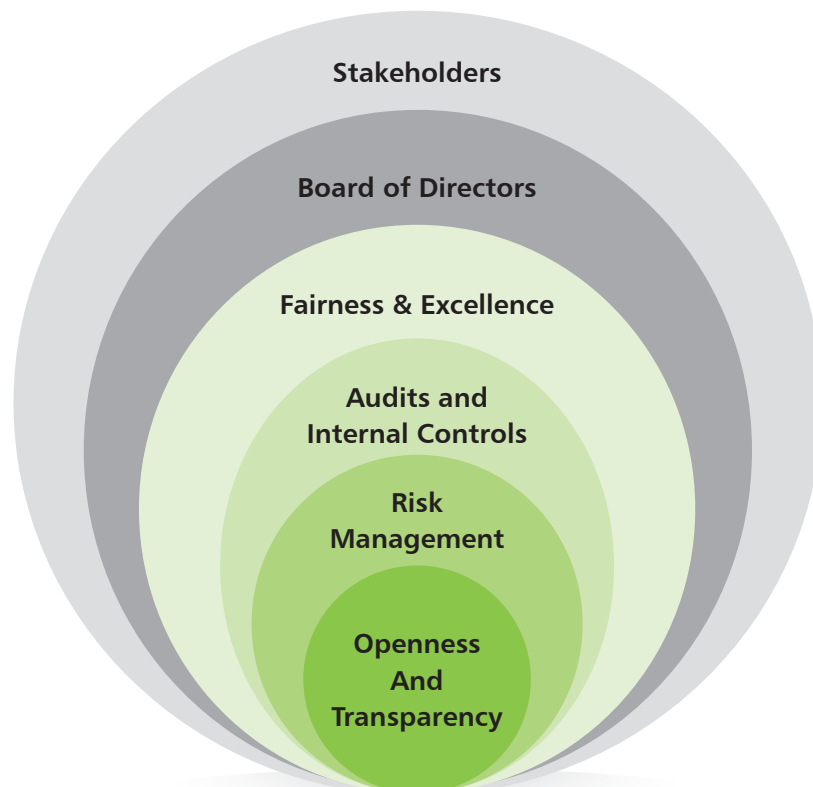 Stakeholders
Board of Directors
Fairness & Excellence
Audits and
Internal Controls
Risk
Management
Openness
And
Transparency